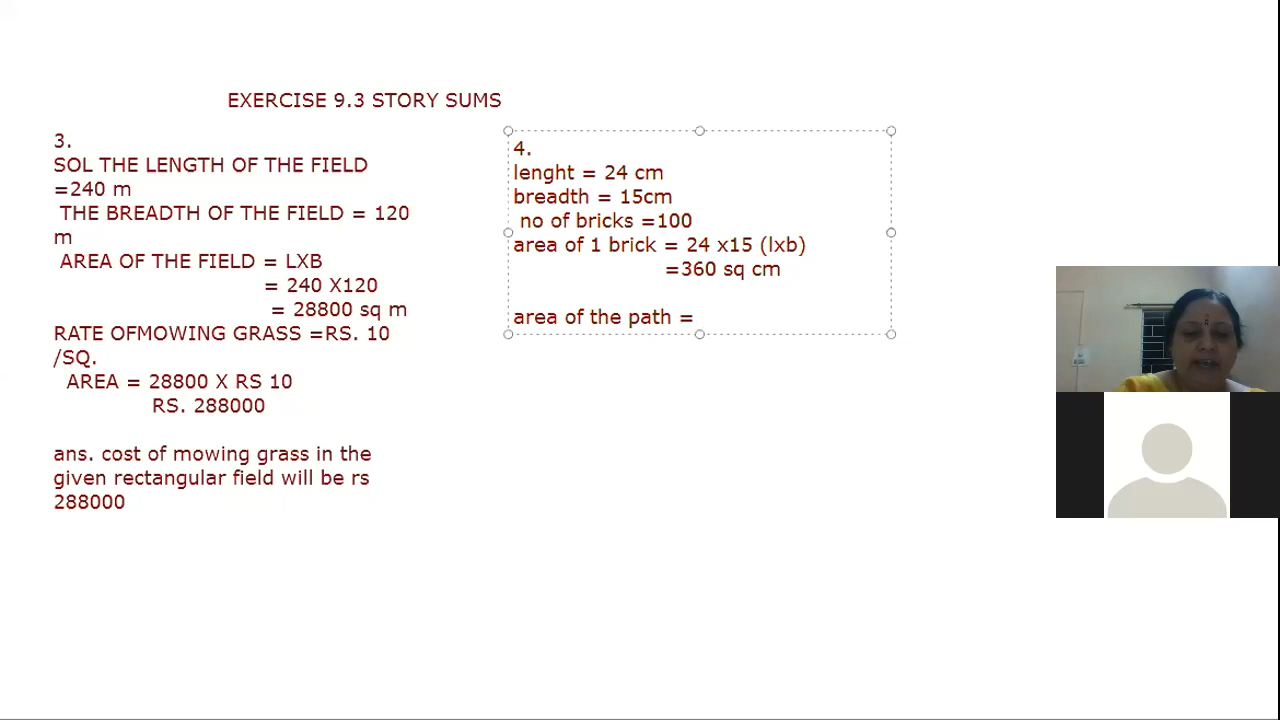 EXERCISE 9.3 STORY SUMS
3.
SOL THE LENGTH OF THE FIELD
=240 m
THE BREADTH OF THE FIELD = 120
m
AREA OF THE FIELD = LXB
= 240 X120
= 28800 sq m
RATE OFMOWING GRASS =RS. 10
/SQ.
AREA = 28800 X RS 10
RS. 288000
ans. cost of mowing grass in the
given rectangular field will be rs
288000
4.
lenght = 24 cm
breadth = 15cm
no of bricks =100
area of 1 brick = 24 x15 (lxb)
=360 sq cm
area of the path =